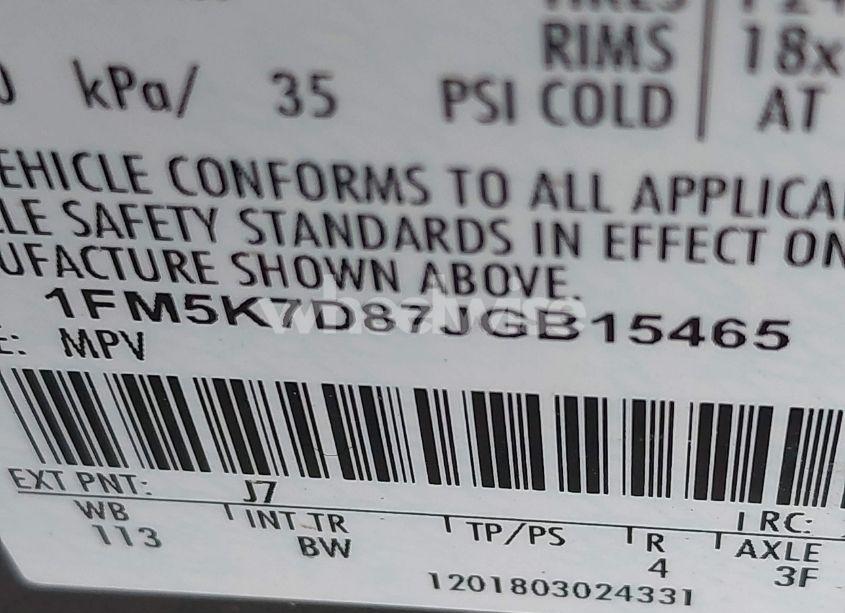 RIMS 18x
kPa/ 35 PSI COLD AT
EHICLE CONFORMS TO ALL APPLICA
LE SAFETY STANDARDS IN EFFECT ON
UFACTURE SHOWN ABOVE.
1FM5K7D87JGB15465
wheelwise
E: MPV
EXT PNT: J7 RC:
WB INT TR TP/PS R AXLE
113 BW 4 3F
1201803024331